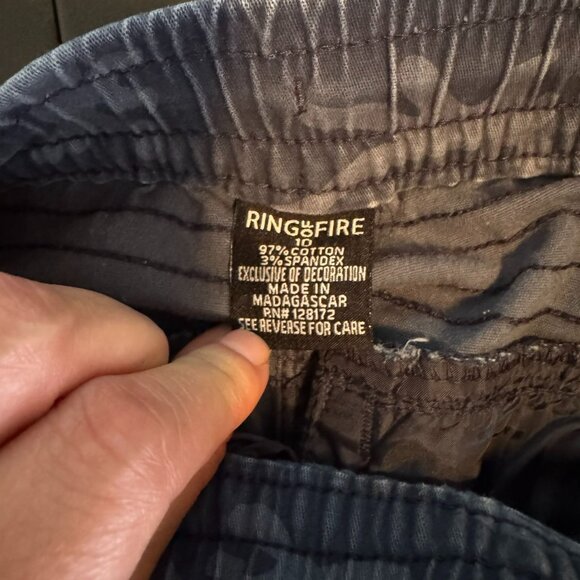 RING OF FIRE
10
97% COTTON
3% SPANDEX
EXCLUSIVE OF DECORATION
MADE IN
MADAGASCAR
RN# 128172
SEE REVERSE FOR CARE